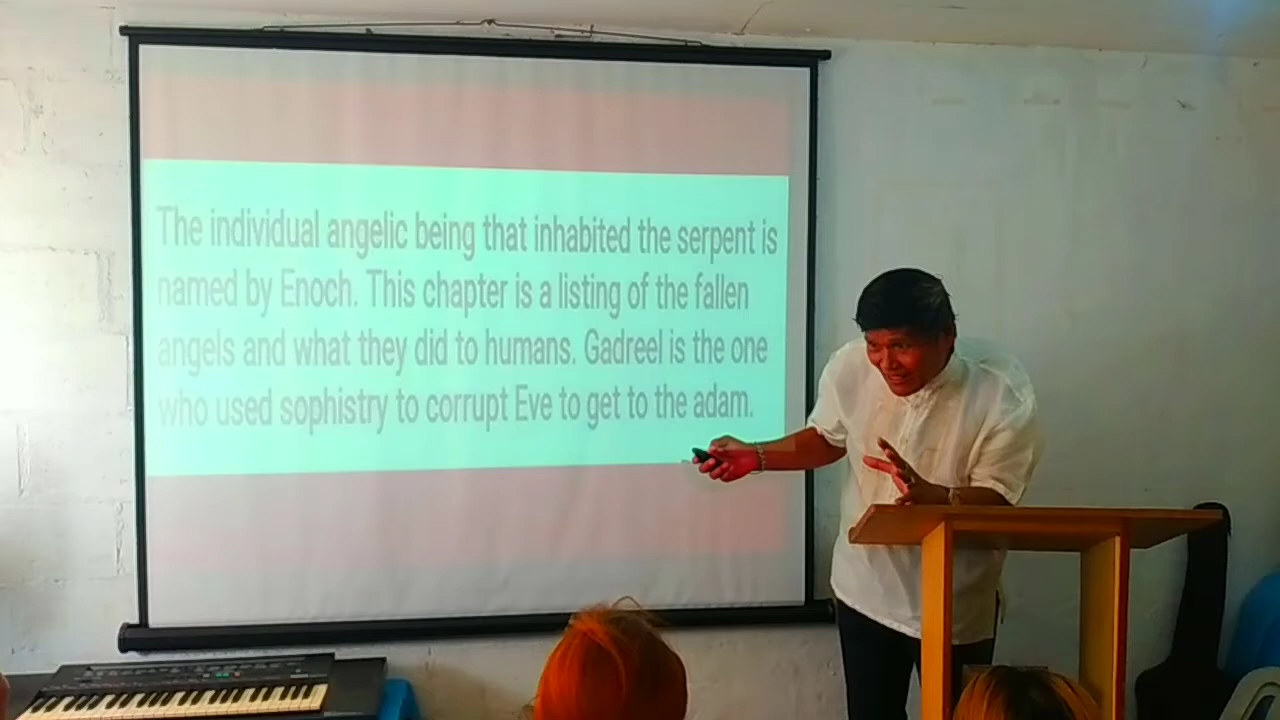 The individual angelic being that inhabited the serpent is
named by Enoch. This chapter is a listing of the fallen
angels and what they did to humans. Gadreel is the one
who used sophistry to corrupt Eve to get to the adam.